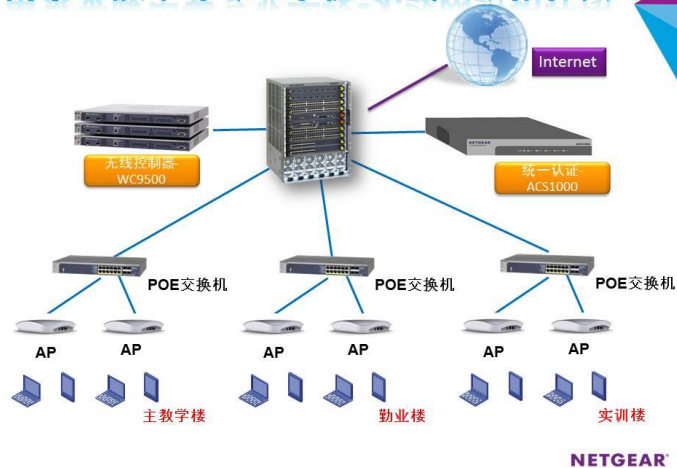 Internet
无线控制器-
WC9500
NETGEAR
统一认证-
ACS1000
POE交换机
POE交换机
POE交换机
AP
AP
AP
AP
AP
AP
主教学楼
勤业楼
实训楼
NETGEAR